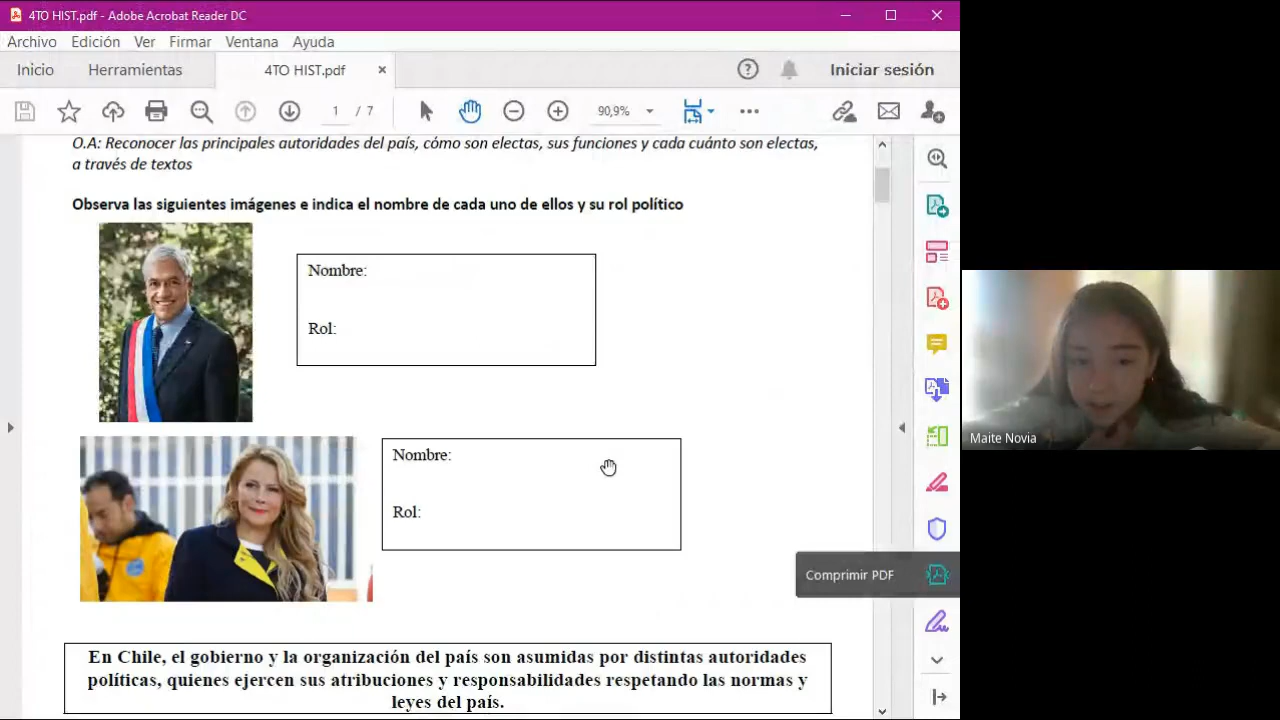 4TO HIST.pdf - Adobe Acrobat Reader DC
Archivo Edición Ver Firmar Ventana Ayuda
Inicio Herramientas 4TO HIST.pdf × Iniciar sesión
1 / 7 90,9%
O.A: Reconocer las principales autoridades del país, cómo son electas, sus funciones y cada cuánto son electas,
a través de textos
Observa las siguientes imágenes e indica el nombre de cada uno de ellos y su rol político
Nombre:
Rol:
Nombre:
Rol:
Maite Novia
Comprimir PDF
En Chile, el gobierno y la organización del país son asumidas por distintas autoridades
políticas, quienes ejercen sus atribuciones y responsabilidades respetando las normas y
leyes del país.